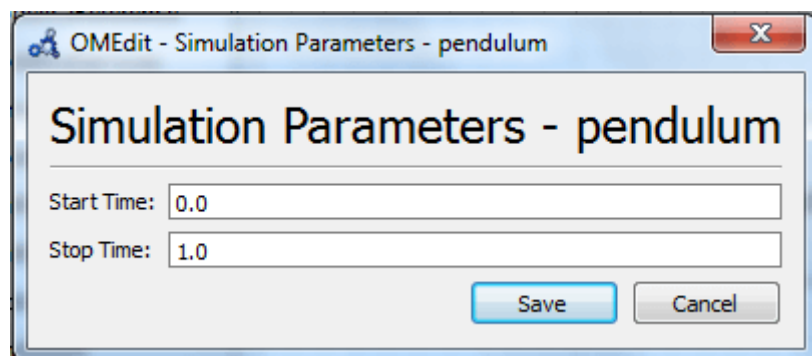 OMEdit - Simulation Parameters - pendulum
Simulation Parameters - pendulum
Start Time: 0.0
Stop Time: 1.0
Save Cancel